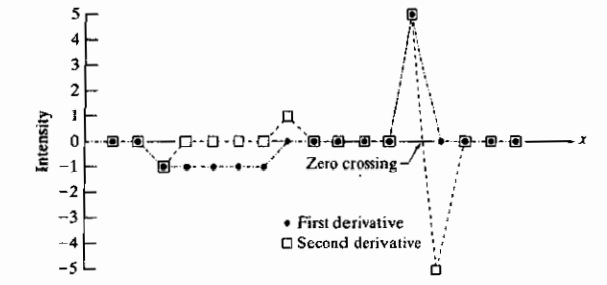 5
4
3
2
1
0
−1
−2
−3
−4
−5
Intensity
x
Zero crossing
First derivative
Second derivative